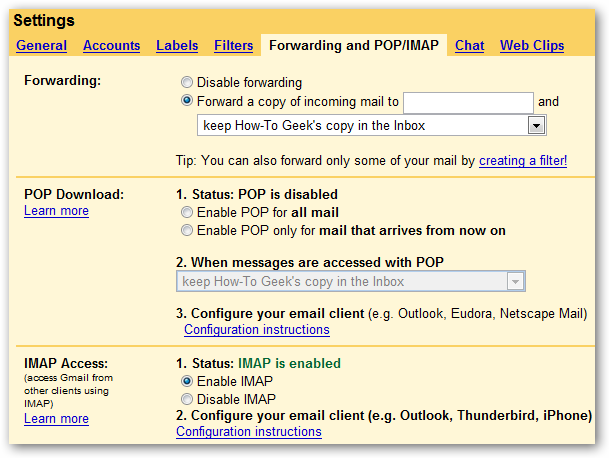 Settings
General Accounts Labels Filters Forwarding and POP/IMAP Chat Web Clips
Forwarding:
Disable forwarding
Forward a copy of incoming mail to and
keep How-To Geek's copy in the Inbox
Tip: You can also forward only some of your mail by creating a filter!
POP Download:
Learn more
1. Status: POP is disabled
Enable POP for all mail
Enable POP only for mail that arrives from now on
2. When messages are accessed with POP
keep How-To Geek's copy in the Inbox
3. Configure your email client (e.g. Outlook, Eudora, Netscape Mail)
Configuration instructions
IMAP Access:
(access Gmail from
other clients using
IMAP)
Learn more
1. Status: IMAP is enabled
Enable IMAP
Disable IMAP
2. Configure your email client (e.g. Outlook, Thunderbird, iPhone)
Configuration instructions